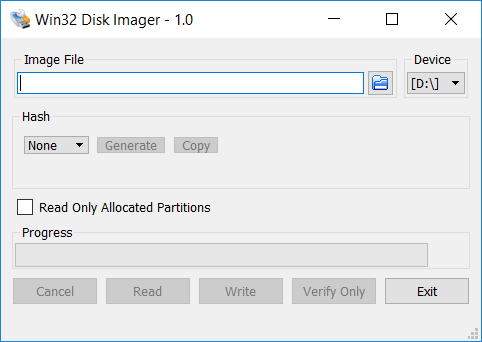 Win32 Disk Imager - 1.0
Image File
Device
[D:\]
Hash
None
Generate
Copy
Read Only Allocated Partitions
Progress
Cancel
Read
Write
Verify Only
Exit